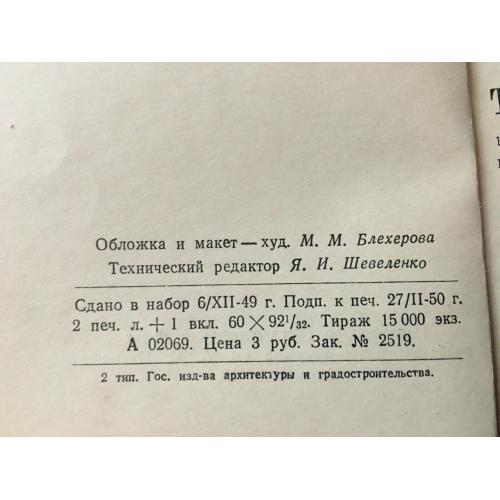 Обложка и макет — худ. М. М. Блехерова
Технический редактор Я. И. Шевеленко
Сдано в набор 6/XII-49 г. Подп. к печ. 27/II-50 г.
2 печ. л. + 1 вкл. 60 × 92¹/₃₂. Тираж 15 000 экз.
А 02069. Цена 3 руб. Зак. № 2519.
2 тип. Гос. изд-ва архитектуры и градостроительства.